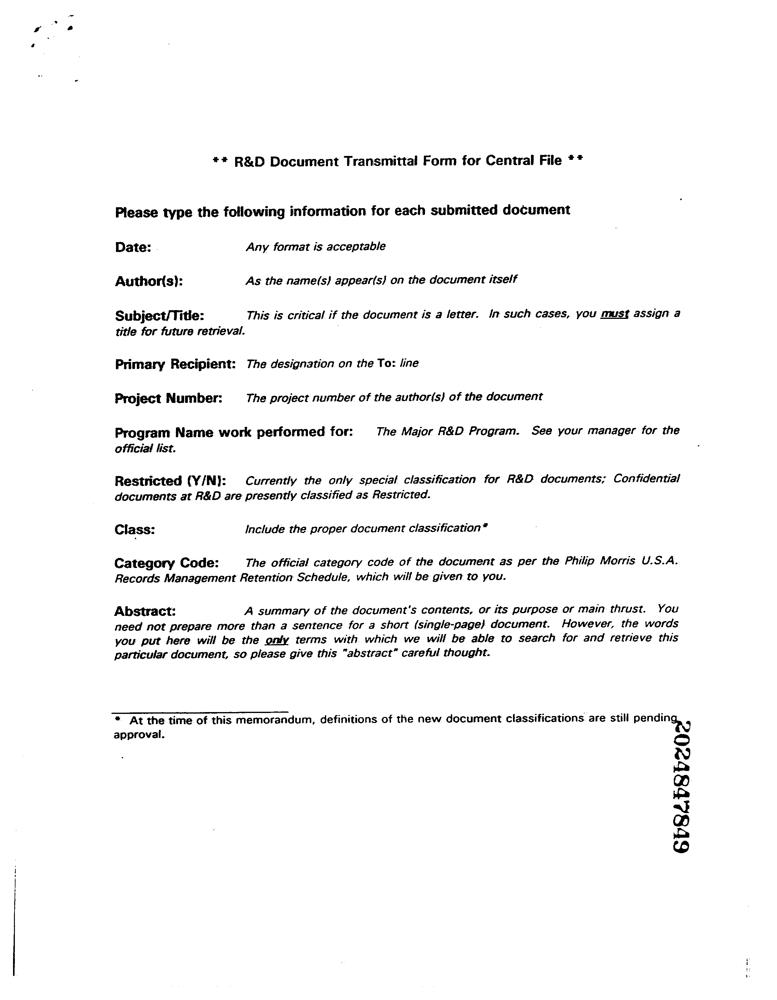 ** R&D Document Transmittal Form for Central File **
Please type the following information for each submitted document
Date: Any format is acceptable
Author(s): As the name(s) appear(s) on the document itself
Subject/Title: This is critical if the document is a letter. In such cases, you must assign a
title for future retrieval.
Primary Recipient: The designation on the To: line
Project Number: The project number of the author(s) of the document
Program Name work performed for: The Major R&D Program. See your manager for the
official list.
Restricted (Y/N): Currently the only special classification for R&D documents; Confidential
documents at R&D are presently classified as Restricted.
Class: Include the proper document classification*
Category Code: The official category code of the document as per the Philip Morris U.S.A.
Records Management Retention Schedule, which will be given to you.
Abstract: A summary of the document's contents, or its purpose or main thrust. You
need not prepare more than a sentence for a short (single-page) document. However, the words
you put here will be the only terms with which we will be able to search for and retrieve this
particular document, so please give this "abstract" careful thought.
* At the time of this memorandum, definitions of the new document classifications are still pending
approval.
2024847849